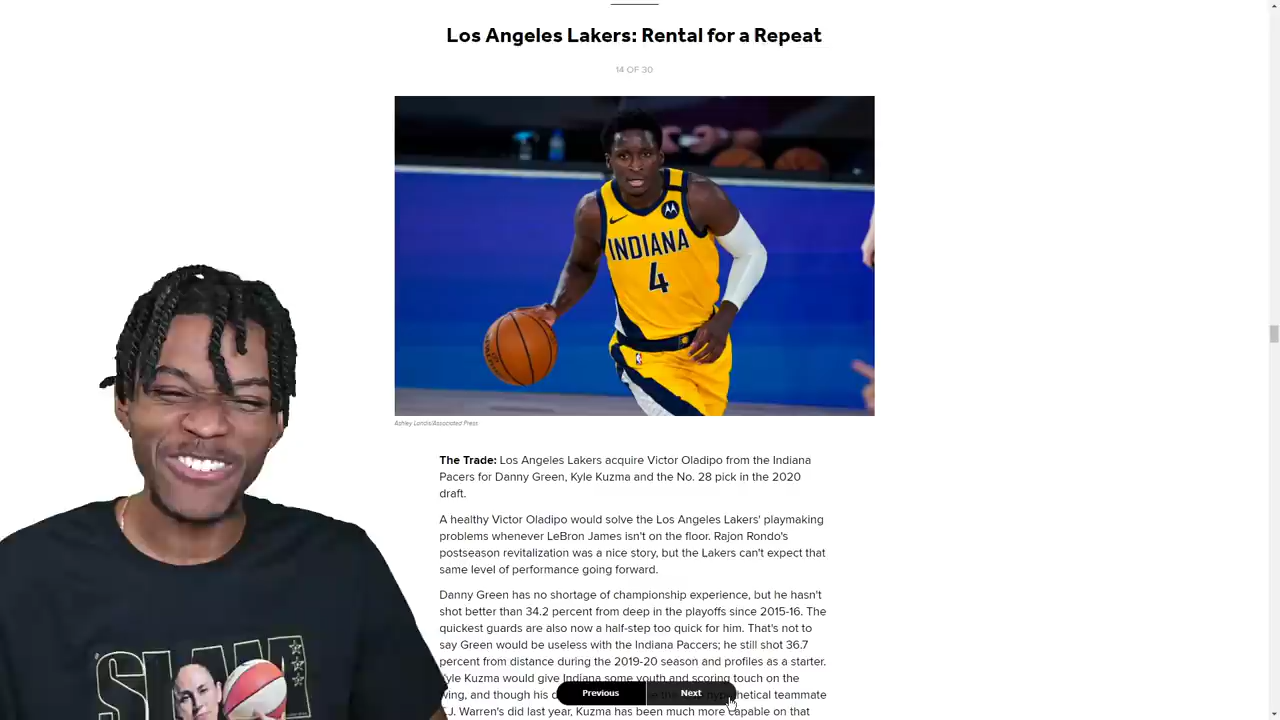 Los Angeles Lakers: Rental for a Repeat
14 OF 30
INDIANA
4
Ashley Landis/Associated Press
The Trade: Los Angeles Lakers acquire Victor Oladipo from the Indiana
Pacers for Danny Green, Kyle Kuzma and the No. 28 pick in the 2020
draft.
A healthy Victor Oladipo would solve the Los Angeles Lakers' playmaking
problems whenever LeBron James isn't on the floor. Rajon Rondo's
postseason revitalization was a nice story, but the Lakers can't expect that
same level of performance going forward.
Danny Green has no shortage of championship experience, but he hasn't
shot better than 34.2 percent from deep in the playoffs since 2015-16. The
quickest guards are also now a half-step too quick for him. That's not to
say Green would be useless with the Indiana Paccers; he still shot 36.7
percent from distance during the 2019-20 season and profiles as a starter.
Kyle Kuzma would give Indiana some youth and scoring touch on the
wing, and though his teammate
Previous
Next
T.J. Warren's did last year, Kuzma has been much more capable on that
SLAM